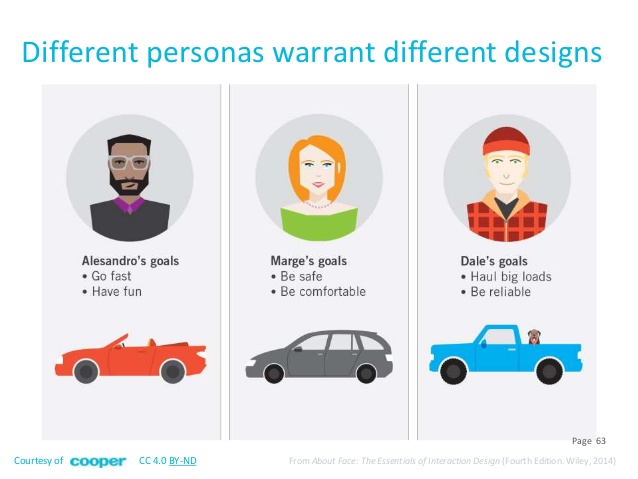 Different personas warrant different designs
Alesandro's goals
• Go fast
• Have fun
Marge's goals
• Be safe
• Be comfortable
Dale's goals
• Haul big loads
• Be reliable
Page 63
Courtesy of cooper CC 4.0 BY-ND
From About Face: The Essentials of Interaction Design (Fourth Edition. Wiley, 2014)